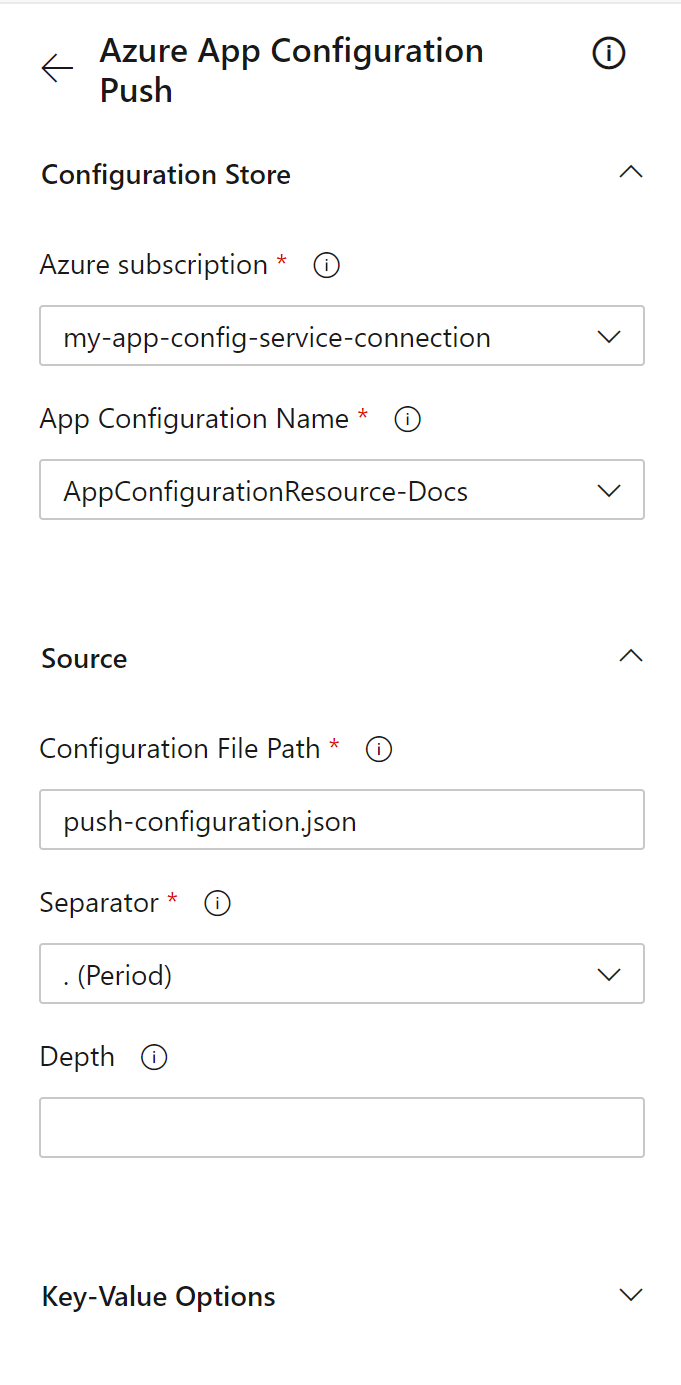 Azure App Configuration
Push
Configuration Store
Azure subscription *
my-app-config-service-connection
App Configuration Name *
AppConfigurationResource-Docs
Source
Configuration File Path *
push-configuration.json
Separator *
. (Period)
Depth
Key-Value Options